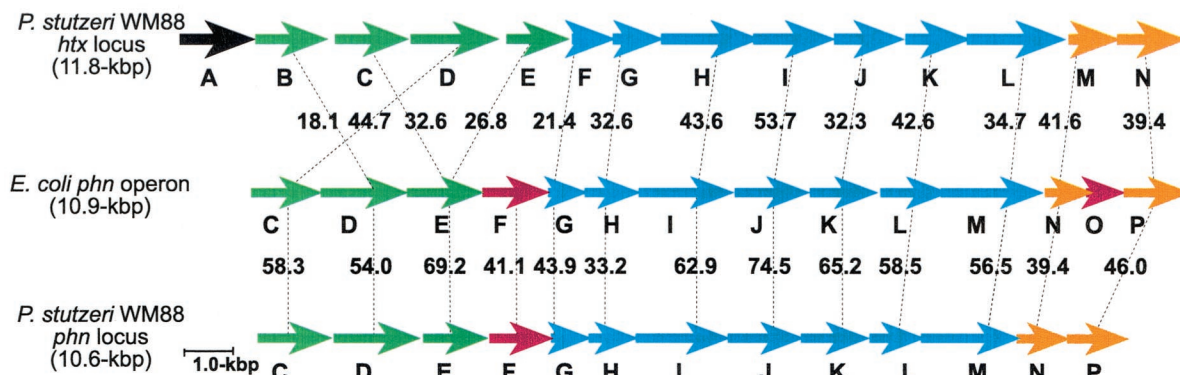 P. stutzeri WM88
htx locus
(11.8-kbp)
A B C D E F G H I J K L M N
18.1 44.7 32.6 26.8 21.4 32.6 43.6 53.7 32.3 42.6 34.7 41.6 39.4
E. coli phn operon
(10.9-kbp)
C D E F G H I J K L M N O P
58.3 54.0 69.2 41.1 43.9 33.2 62.9 74.5 65.2 58.5 56.5 39.4 46.0
P. stutzeri WM88
phn locus
(10.6-kbp)
1.0-kbp
C D E F G H I J K L M N P